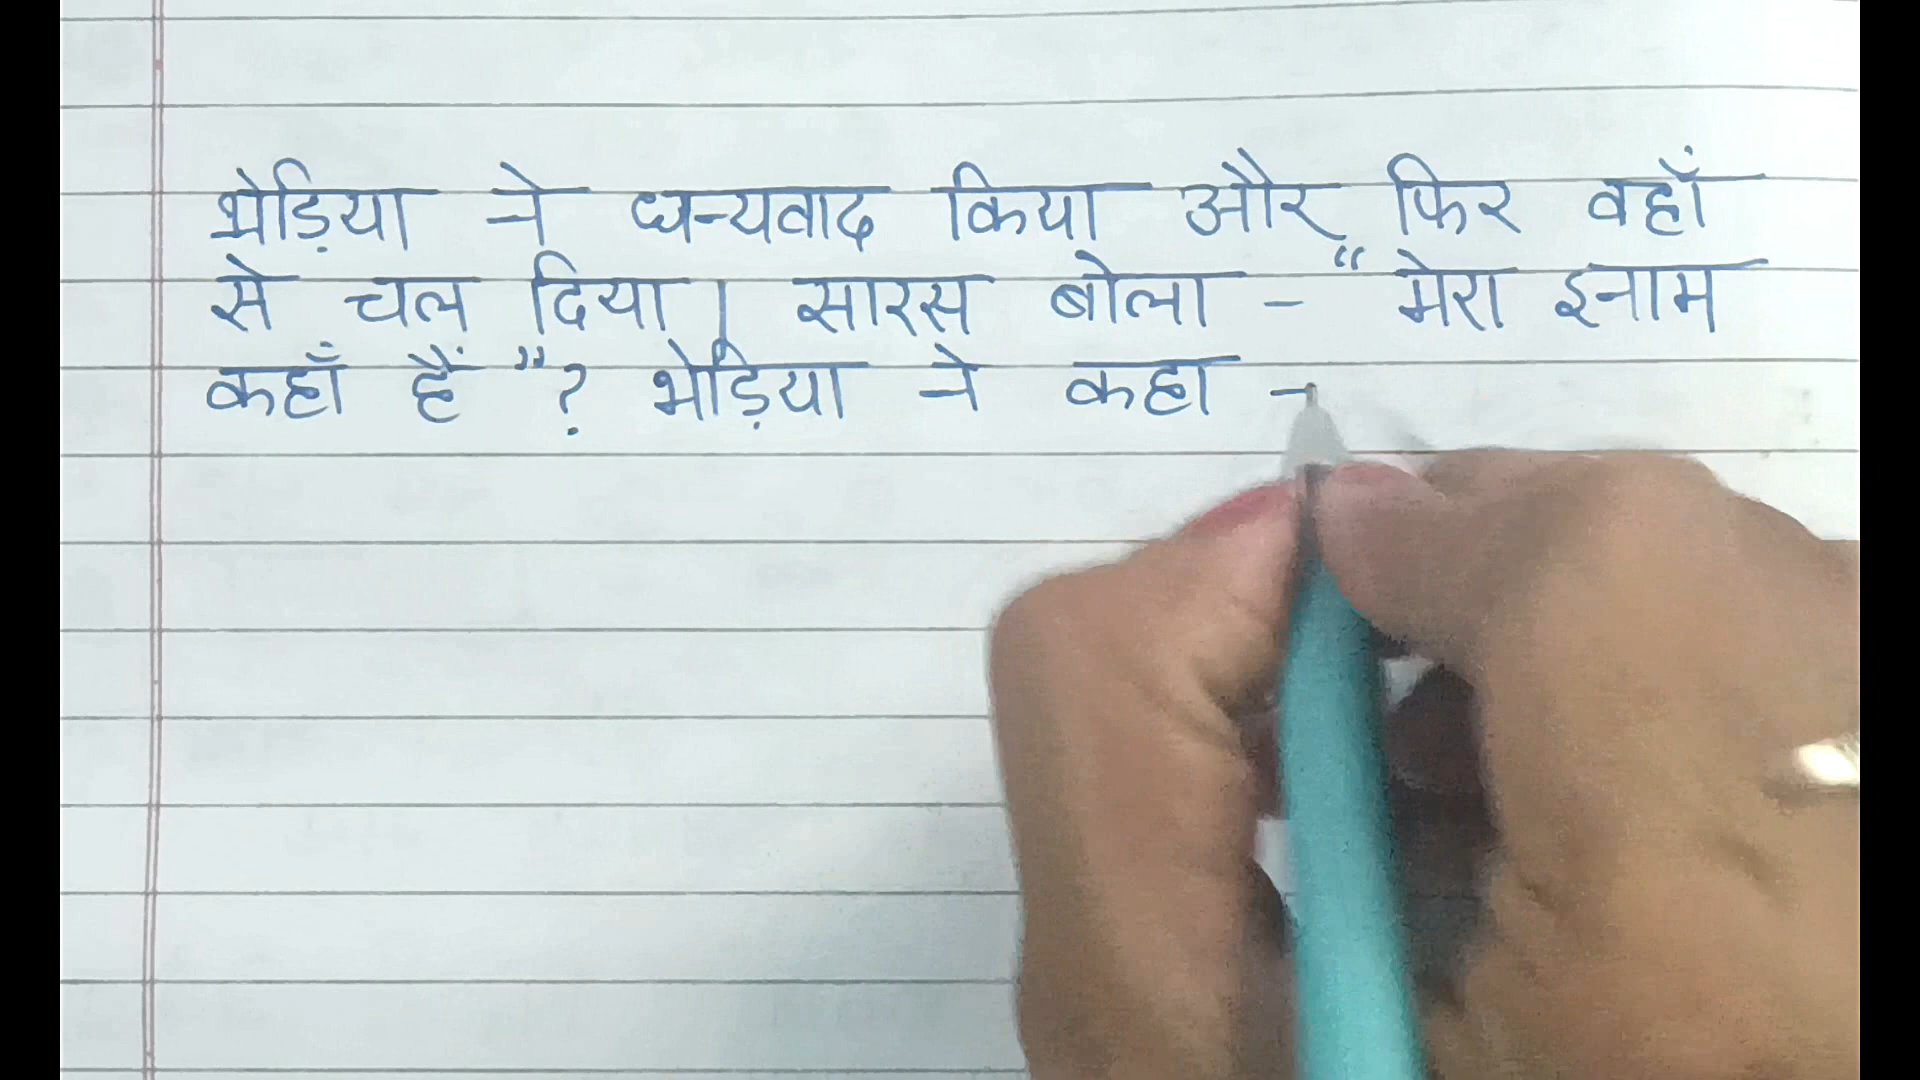 भेड़िया ने धन्यवाद किया और फिर वहाँ
से चल दिया। सारस बोला - “मेरा इनाम
कहाँ हैं”? भेड़िया ने कहा -